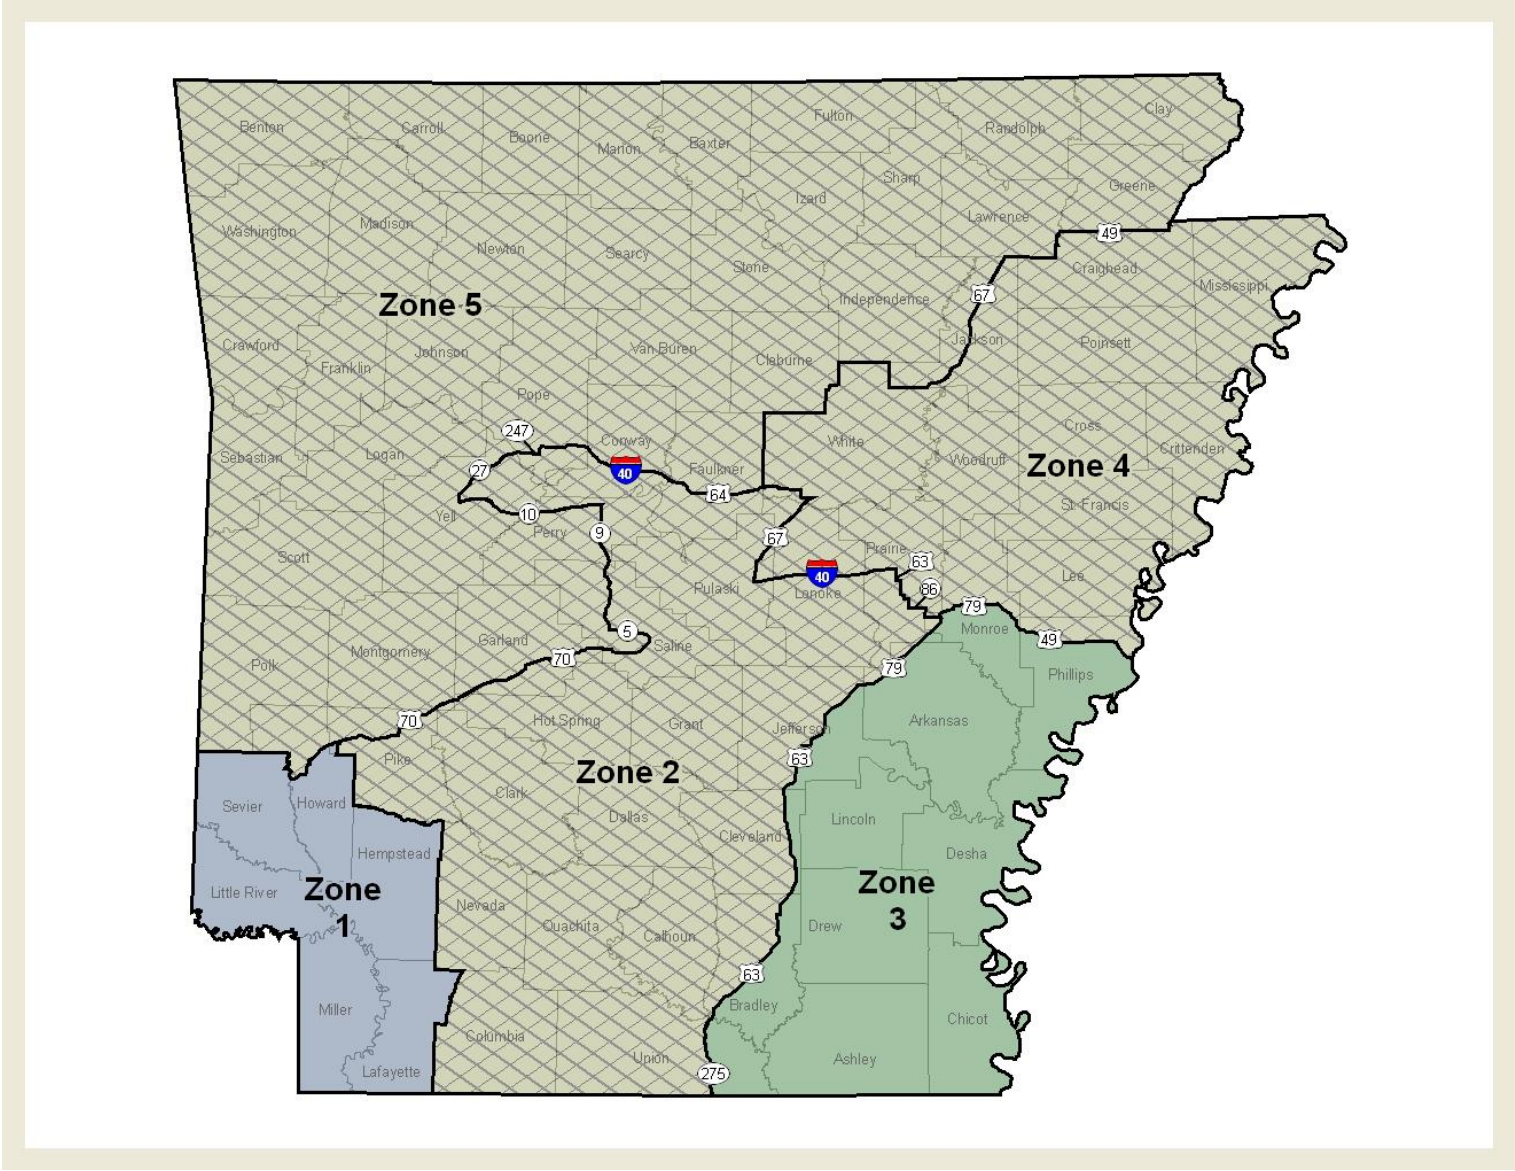 Clay
Fulton
Benton
Carroll
Randolph
Boone
Baxter
Marion
Sharp
Greene
Izard
Lawrence
Madison
Washington
49
Newton
Searcy
Stone
Craighead
Mississippi
67
Independence
Zone 5
Jackson
Poinsett
Crawford
Johnson
Van Buren
Cleburne
Franklin
Pope
Cross
247
Conway
White
Crittenden
Logan
Sebastian
Woodruff
Zone 4
27
40
Faulkner
64
St. Francis
Yell
10
Perry
9
67
Prairie
Scott
63
40
Lee
Pulaski
Lonoke
86
79
Monroe
5
49
Garland
Saline
Montgomery
70
Polk
79
Phillips
70
Hot Spring
Grant
Arkansas
Jefferson
Pike
63
Zone 2
Clark
Sevier
Howard
Dallas
Lincoln
Cleveland
Hempstead
Desha
Zone
1
Little River
Zone
3
Nevada
Ouachita
Drew
Calhoun
63
Bradley
Miller
Chicot
Columbia
Union
Ashley
Lafayette
275